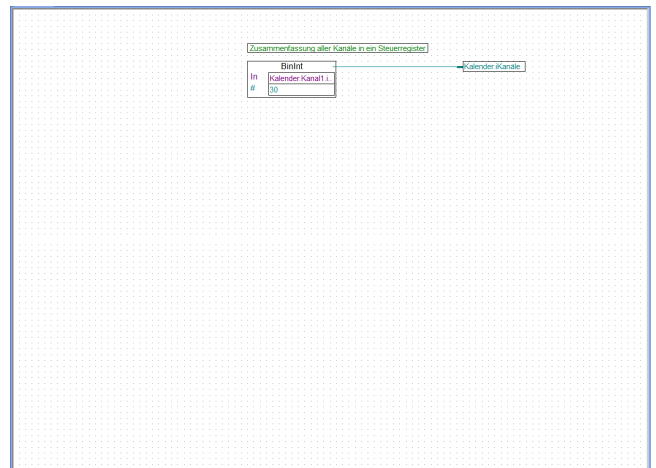 Zusammenfassung aller Kanäle in ein Steuerregister
BinInt
Kalender.iKanäle
In
Kalender.Kanal1.i...
#
30